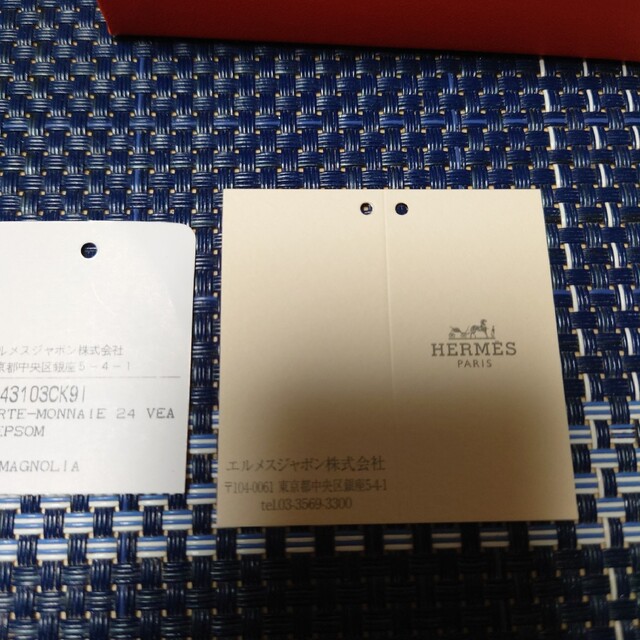 ルメスジャポン株式会社
京都中央区銀座5-4-1
43103CK9I
RTE-MONNAIE 24 VEA
EPSOM
MAGNOLIA
HERMES
PARIS
エルメスジャポン株式会社
〒104-0061 東京都中央区銀座5-4-1
tel.03-3569-3300